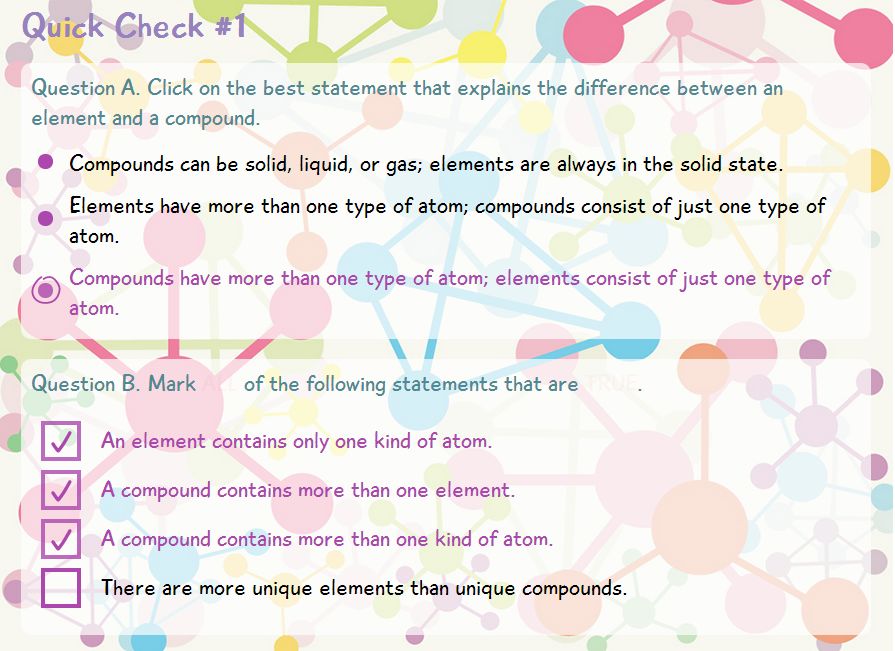 Quick Check #1
Question A. Click on the best statement that explains the difference between an
element and a compound.
Compounds can be solid, liquid, or gas; elements are always in the solid state.
Elements have more than one type of atom; compounds consist of just one type of
atom.
Compounds have more than one type of atom; elements consist of just one type of
atom.
Question B. Mark ALL of the following statements that are TRUE.
An element contains only one kind of atom.
A compound contains more than one element.
A compound contains more than one kind of atom.
There are more unique elements than unique compounds.